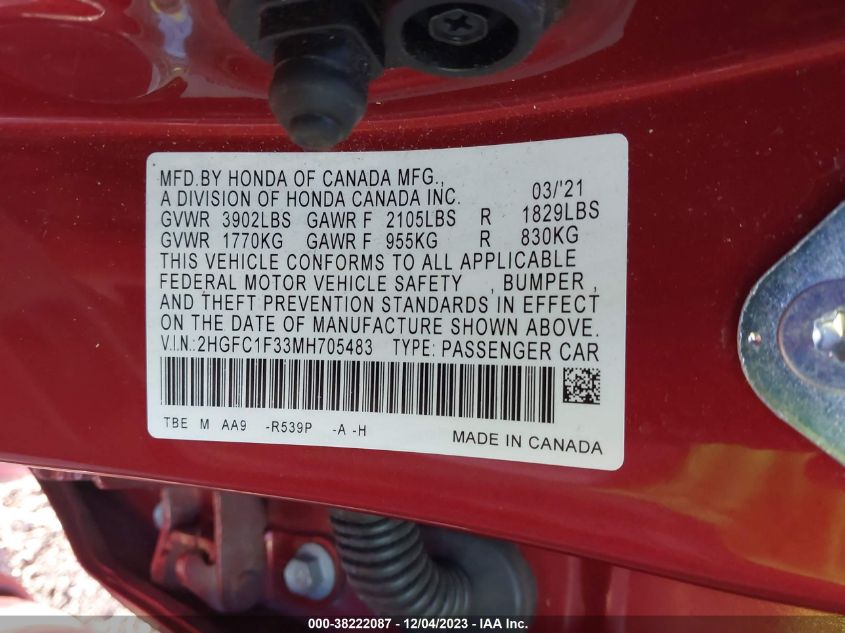 MFD.BY HONDA OF CANADA MFG.,
A DIVISION OF HONDA CANADA INC. 03/'21
GVWR 3902LBS GAWR F 2105LBS R 1829LBS
GVWR 1770KG GAWR F 955KG R 830KG
THIS VEHICLE CONFORMS TO ALL APPLICABLE
FEDERAL MOTOR VEHICLE SAFETY , BUMPER ,
AND THEFT PREVENTION STANDARDS IN EFFECT
ON THE DATE OF MANUFACTURE SHOWN ABOVE.
V.I.N.:2HGFC1F33MH705483 TYPE: PASSENGER CAR
TBE M AA9 -R539P -A -H
MADE IN CANADA
000-38222087 - 12/04/2023 - IAA Inc.